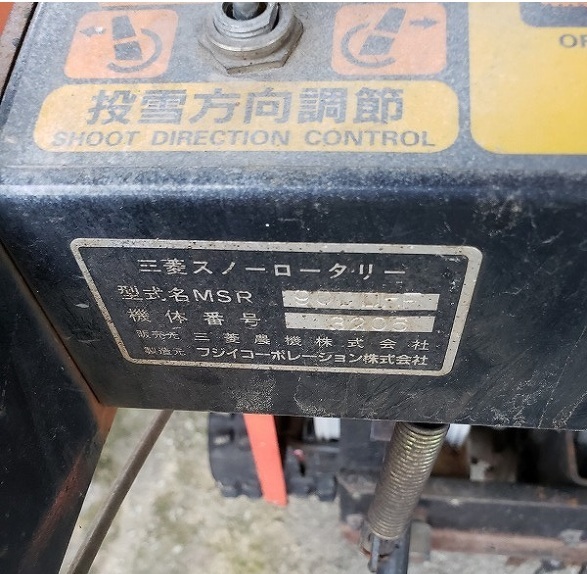 投雪方向調節
SHOOT DIRECTION CONTROL
三菱スノーロータリー
型式名MSR
機体番号 3205
販売元 三菱農機株式会社
製造元 フジイコーポレーション株式会社